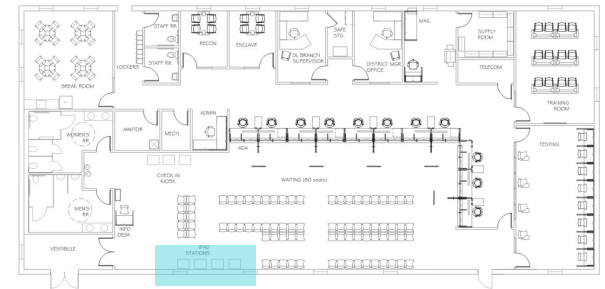 STAFF RR
STAFF RR
LOCKERS
BREAK ROOM
RECON
ENCLAVE
DL BRANCH
SUPERVISOR
SAFE
STG.
DISTRICT MGR.
OFFICE
MAIL
SUPPLY
ROOM
TELECOM
TRAINING
ROOM
WOMEN'S
RR
JANITOR
MECH.
ADMIN
ADA
TESTING
CHECK-IN
KIOSK
WAITING (80 seats)
MEN'S
RR
INFO
DESK
VESTIBULE
IPAD
STATIONS